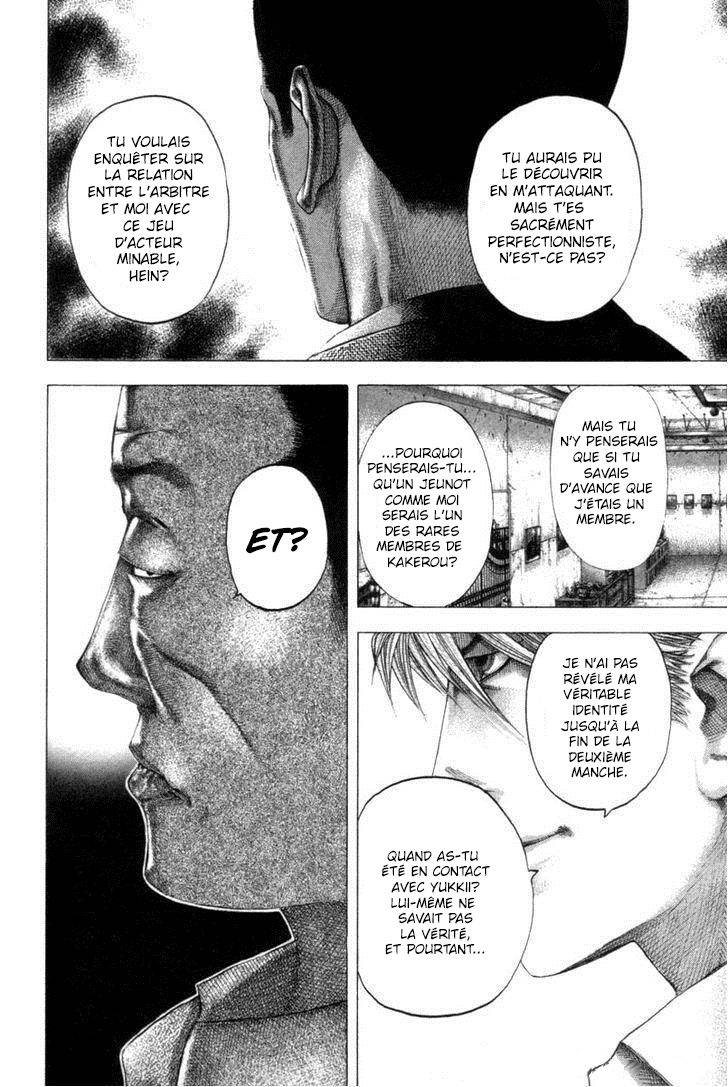 TU AURAIS PU
LE DÉCOUVRIR
EN M'ATTAQUANT.
MAIS T'ES
SACRÉMENT
PERFECTIONNISTE,
N'EST-CE PAS?
TU VOULAIS
ENQUÊTER SUR
LA RELATION
ENTRE L'ARBITRE
ET MOI AVEC
CE JEU
D'ACTEUR
MINABLE,
HEIN?
MAIS TU
N'Y PENSERAIS
QUE SI TU
SAVAIS
D'AVANCE QUE
J'ÉTAIS UN
MEMBRE.
...POURQUOI
PENSERAIS-TU...
QU'UN JEUNOT
COMME MOI
SERAIS L'UN
DES RARES
MEMBRES DE
KAKEROU?
JE N'AI PAS
RÉVÉLÉ MA
VÉRITABLE
IDENTITÉ
JUSQU'À LA
FIN DE LA
DEUXIÈME
MANCHE.
QUAND AS-TU
ÉTÉ EN CONTACT
AVEC YUKKII?
LUI-MÊME NE
SAVAIT PAS
LA VÉRITÉ,
ET POURTANT...
ET?